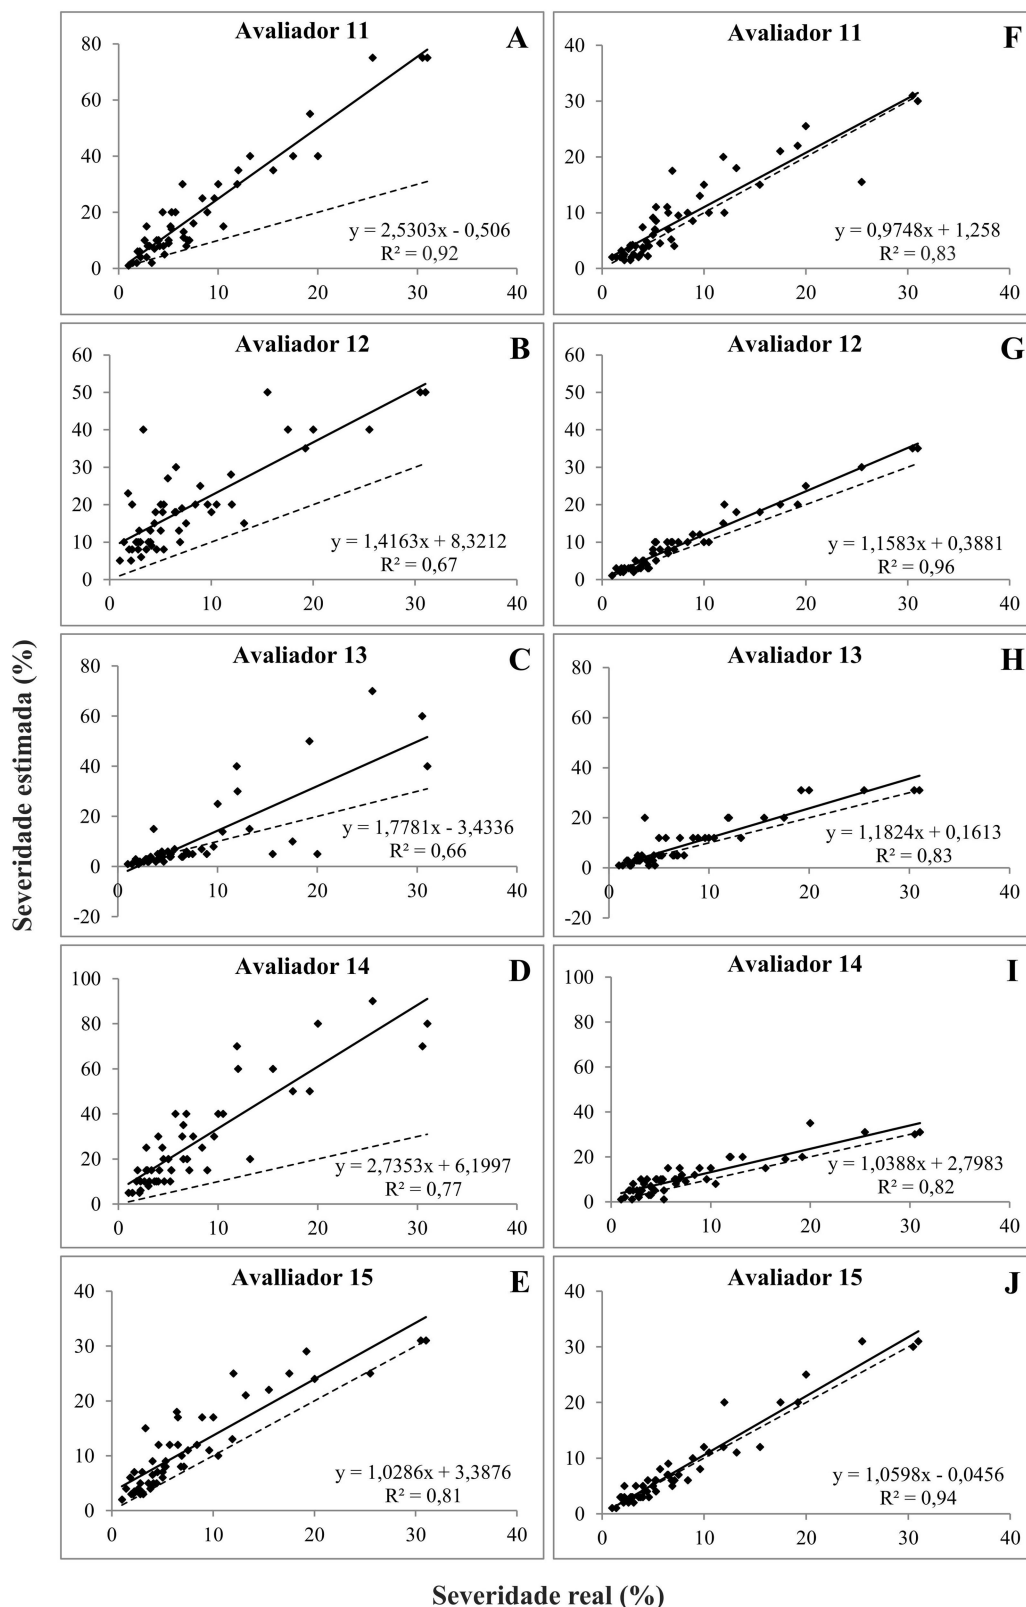 Avaliador 11
A
80
60
40
20
0
y = 2,5303x - 0,506
R² = 0,92
0 10 20 30 40
Avaliador 11
F
40
30
20
10
0
y = 0,9748x + 1,258
R² = 0,83
0 10 20 30 40
Avaliador 12
B
60
50
40
30
20
10
0
y = 1,4163x + 8,3212
R² = 0,67
0 10 20 30 40
Avaliador 12
G
60
50
40
30
20
10
0
y = 1,1583x + 0,3881
R² = 0,96
0 10 20 30 40
Severidade estimada (%)
Avaliador 13
C
80
60
40
20
0
-20
y = 1,7781x - 3,4336
R² = 0,66
0 10 20 30 40
Avaliador 13
H
80
60
40
20
0
-20
y = 1,1824x + 0,1613
R² = 0,83
0 10 20 30 40
Avaliador 14
D
100
80
60
40
20
0
y = 2,7353x + 6,1997
R² = 0,77
0 10 20 30 40
Avaliador 14
I
100
80
60
40
20
0
y = 1,0388x + 2,7983
R² = 0,82
0 10 20 30 40
Avalliador 15
E
40
30
20
10
0
y = 1,0286x + 3,3876
R² = 0,81
0 10 20 30 40
Avaliador 15
J
40
30
20
10
0
y = 1,0598x - 0,0456
R² = 0,94
0 10 20 30 40
Severidade real (%)